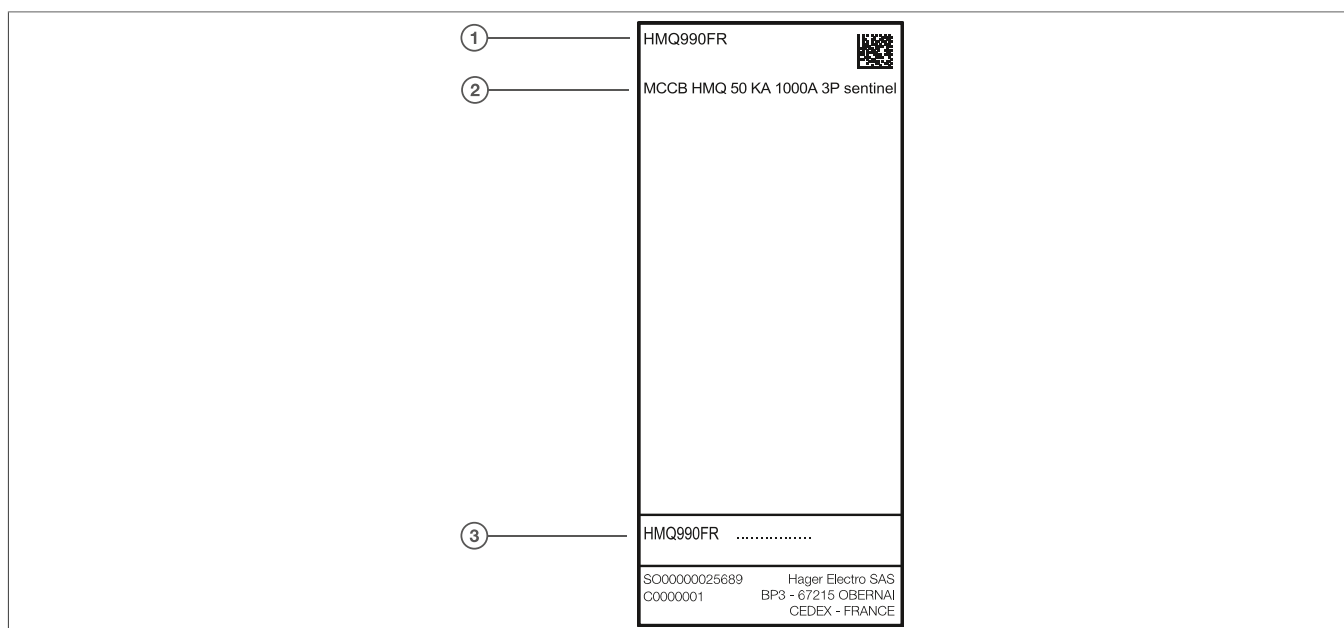 1
HMQ990FR
2
MCCB HMQ 50 KA 1000A 3P sentinel
3
HMQ990FR ................
SO00000025689
C0000001
Hager Electro SAS
BP3 - 67215 OBERNAI
CEDEX - FRANCE